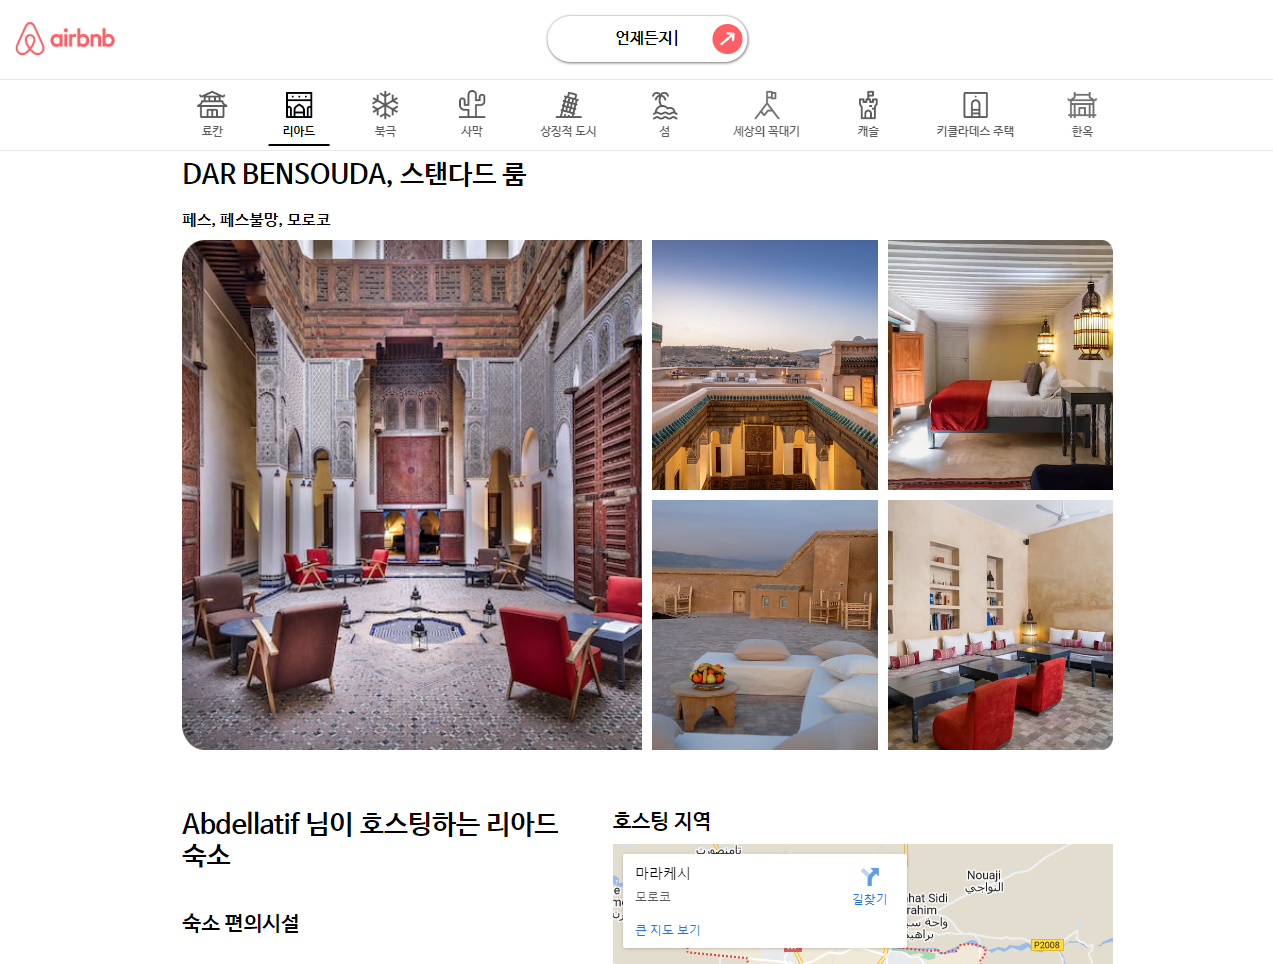 airbnb
언제든지|
료칸
리아드
북극
사막
상징적 도시
섬
세상의 꼭대기
캐슬
키클라데스 주택
한옥
DAR BENSOUDA, 스탠다드 룸
페스, 페스불망, 모로코
Abdellatif 님이 호스팅하는 리아드
숙소
숙소 편의시설
호스팅 지역
تامنصورت
마라케시
모로코
길찾기
큰 지도 보기
Nouaji
النواجي
hat Sidi
rahim
واحة سي
براهيم
P2008